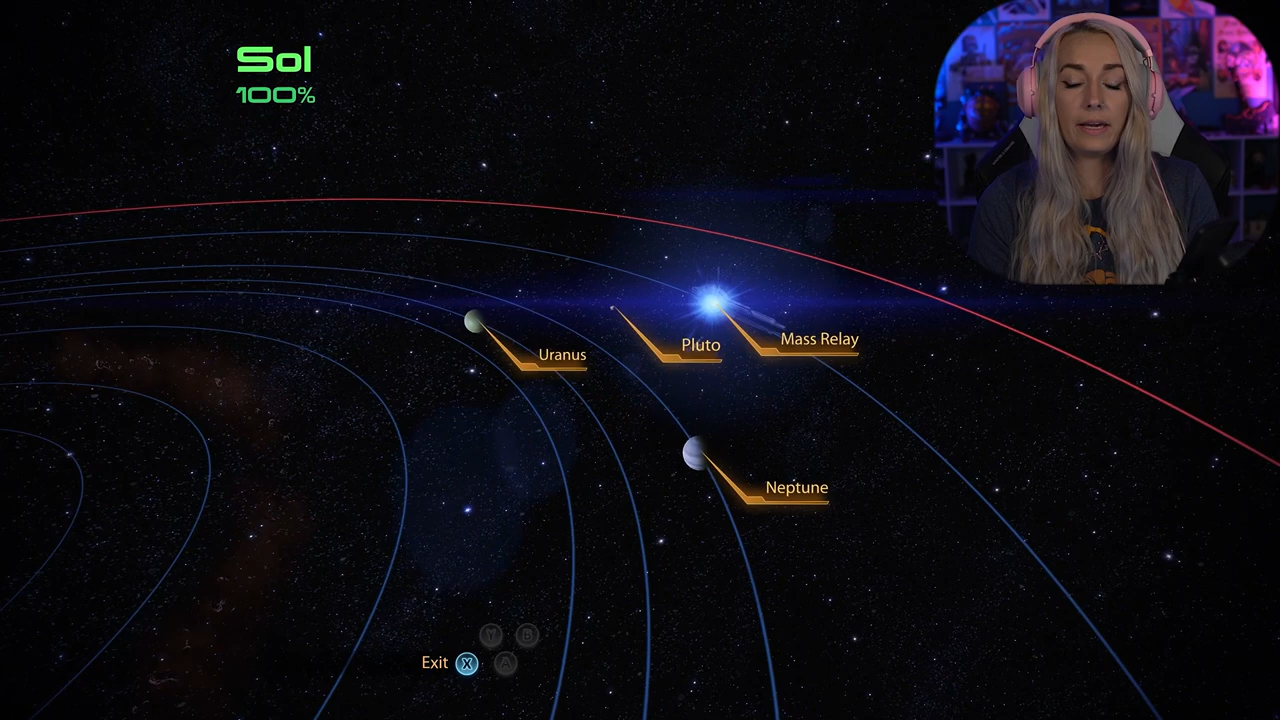 Sol
100%
Mass Relay
Pluto
Uranus
Neptune
Y B
Exit X A